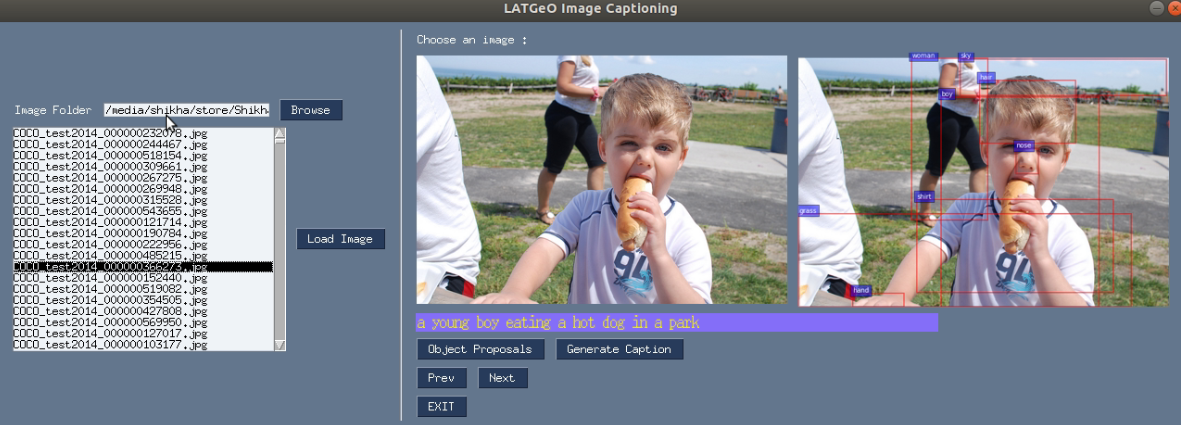 LATGeO Image Captioning
Image Folder /media/shikha/store/Shikh Browse
COCO_test2014_000000232078.jpg
COCO_test2014_000000244467.jpg
COCO_test2014_000000518154.jpg
COCO_test2014_000000309661.jpg
COCO_test2014_000000267275.jpg
COCO_test2014_000000269948.jpg
COCO_test2014_000000315528.jpg
COCO_test2014_000000543655.jpg
COCO_test2014_000000121714.jpg
COCO_test2014_000000190784.jpg
COCO_test2014_000000222956.jpg
COCO_test2014_000000485215.jpg
COCO_test2014_000000366273.jpg
COCO_test2014_000000152440.jpg
COCO_test2014_000000519082.jpg
COCO_test2014_000000354505.jpg
COCO_test2014_000000427808.jpg
COCO_test2014_000000569950.jpg
COCO_test2014_000000127017.jpg
COCO_test2014_000000103177.jpg
Load Image
Choose an image :
94
woman sky
hair
boy
nose
shirt
grass
hand
94
a young boy eating a hot dog in a park
Object Proposals Generate Caption
Prev Next
EXIT